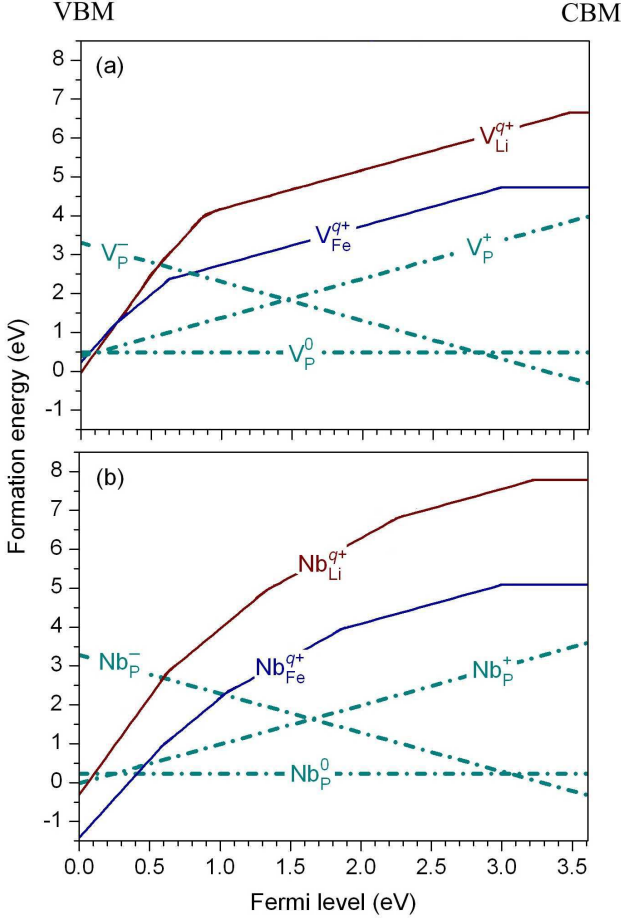 VBM CBM
(a)
8
7
6
5
4
3
2
1
0
-1
V_Li^q+
V_Fe^q+
V_P^−
V_P^+
V_P^0
Formation energy (eV)
(b)
8
7
6
5
4
3
2
1
0
-1
Nb_Li^q+
Nb_P^−
Nb_Fe^q+
Nb_P^+
Nb_P^0
0.0 0.5 1.0 1.5 2.0 2.5 3.0 3.5
Fermi level (eV)